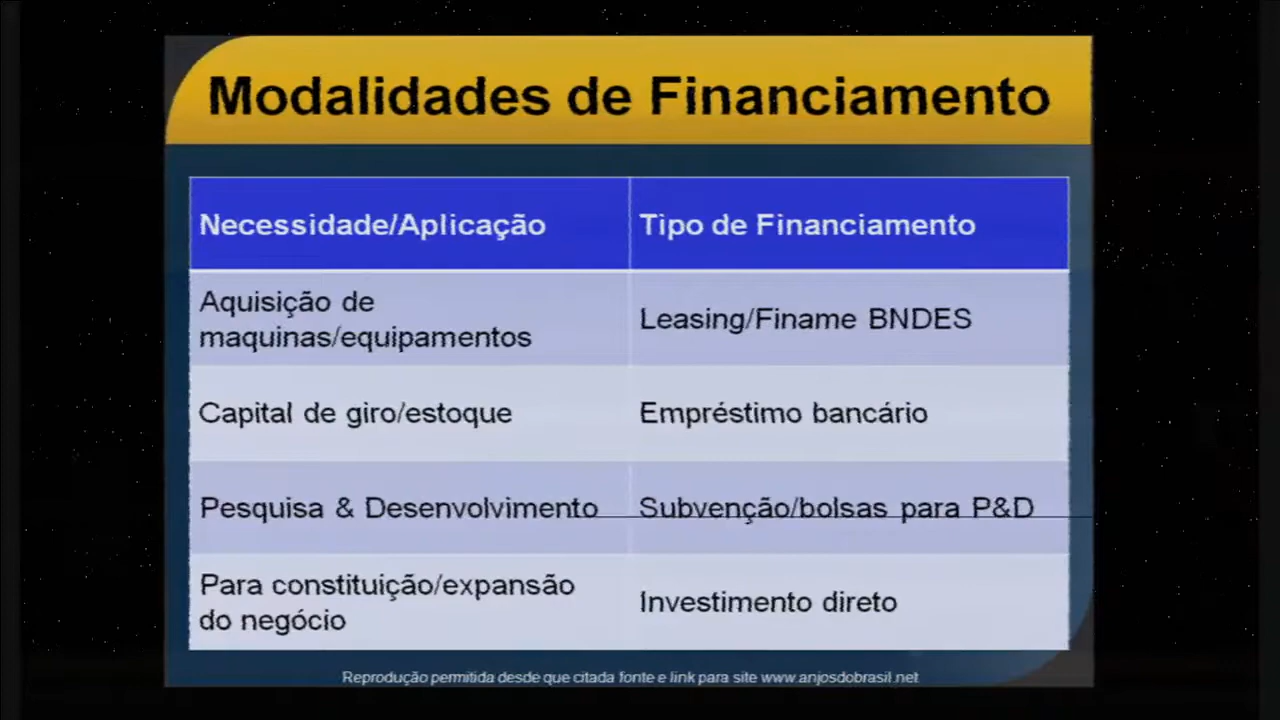 Modalidades de Financiamento
Necessidade/Aplicação
Tipo de Financiamento
Aquisição de
maquinas/equipamentos
Leasing/Finame BNDES
Capital de giro/estoque
Empréstimo bancário
Pesquisa & Desenvolvimento
Subvenção/bolsas para P&D
Para constituição/expansão
do negócio
Investimento direto
Reprodução permitida desde que citada fonte e link para site www.anjosdobrasil.net